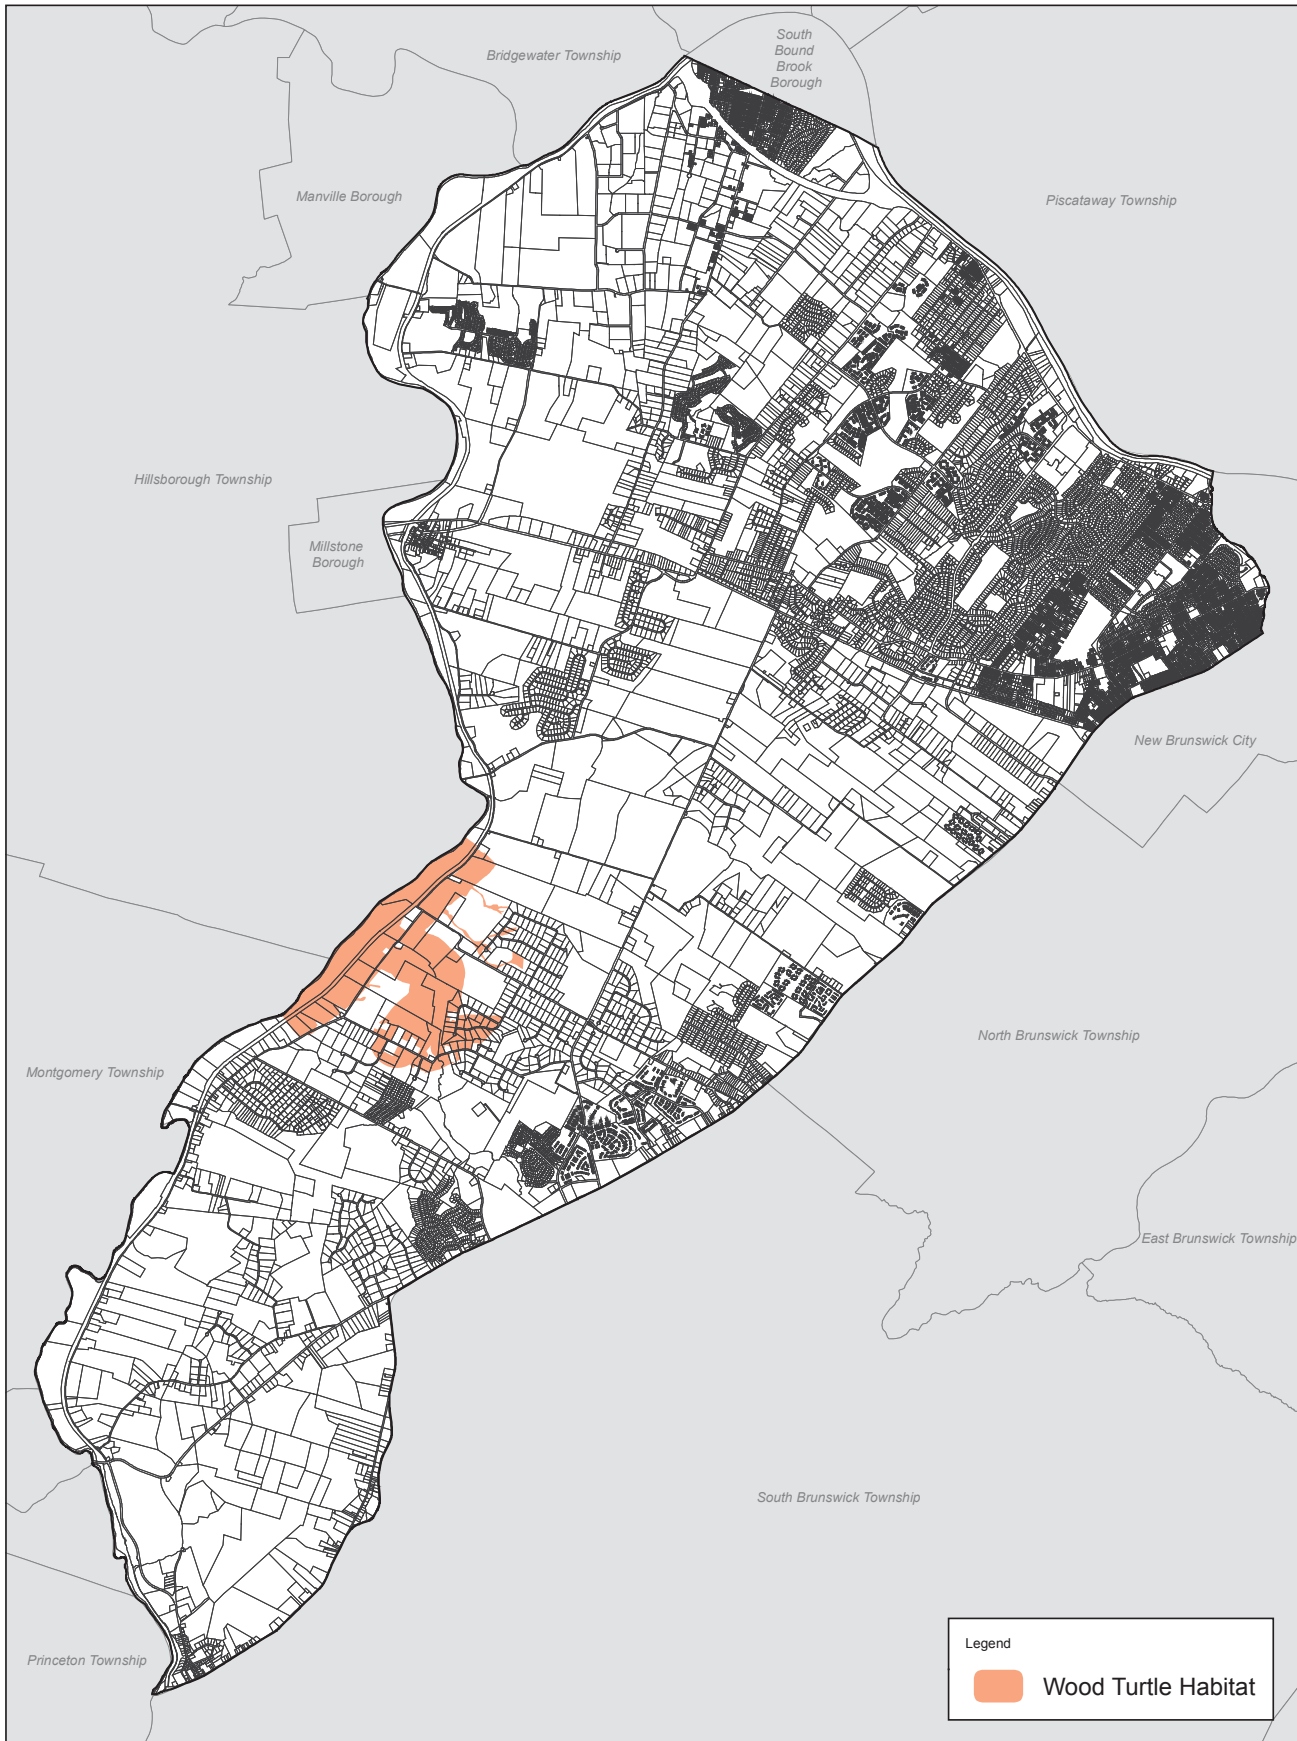 South
Bound
Brook
Borough
Bridgewater Township
Manville Borough
Piscataway Township
Hillsborough Township
Millstone
Borough
New Brunswick City
North Brunswick Township
Montgomery Township
East Brunswick Township
South Brunswick Township
Princeton Township
Legend
Wood Turtle Habitat